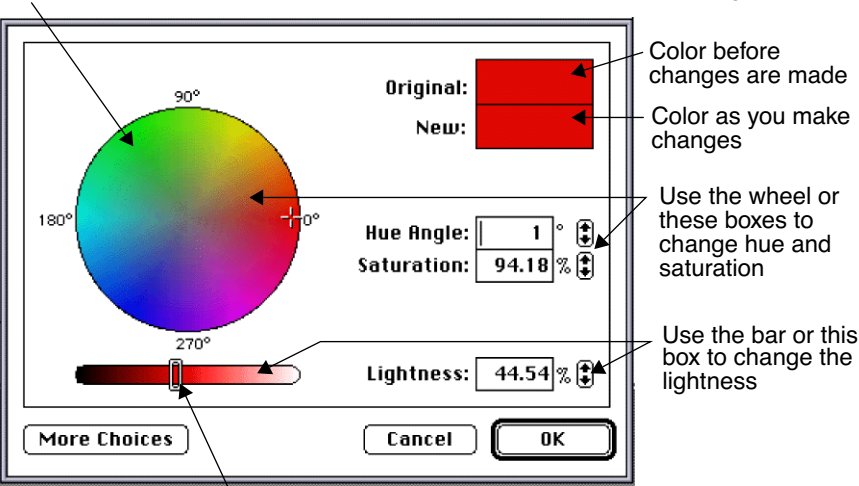 Color before
changes are made
Original:
90°
Color as you make
changes
New:
Use the wheel or
these boxes to
change hue and
saturation
180°
0°
Hue Angle: 1 °
Saturation: 94.18 %
270°
Use the bar or this
box to change the
lightness
Lightness: 44.54 %
More Choices
Cancel
OK